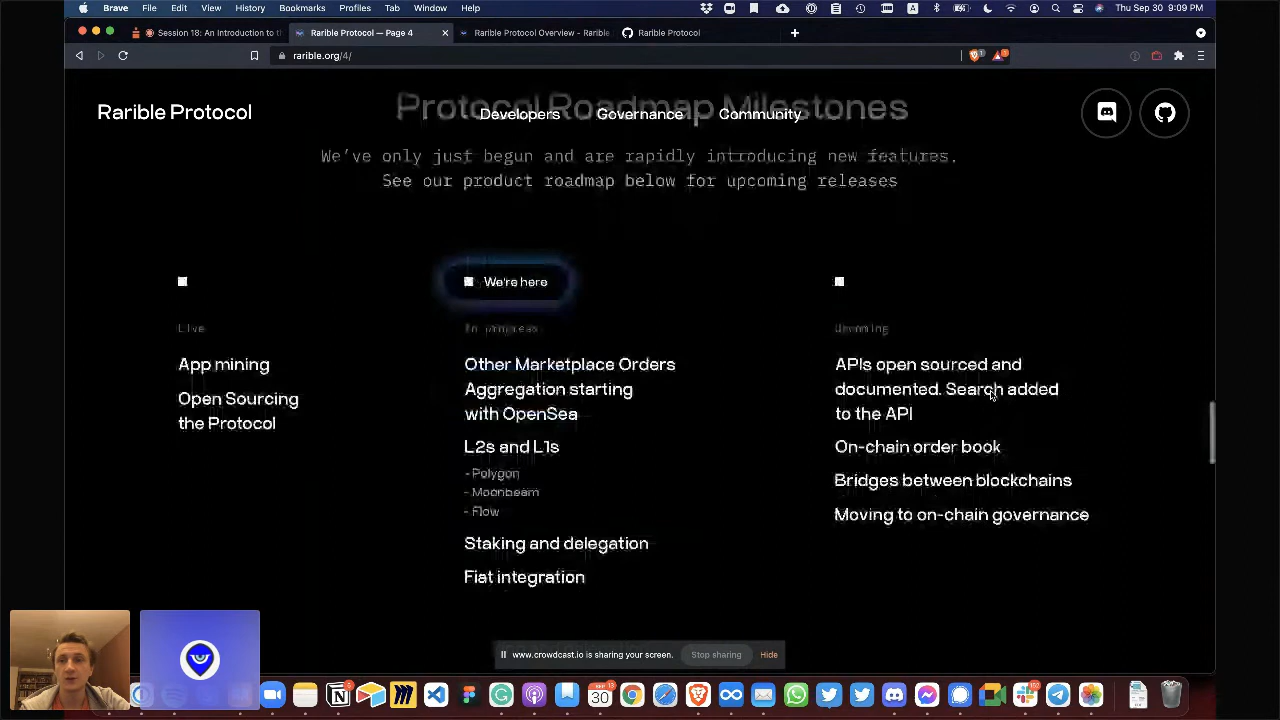 Brave File Edit View History Bookmarks Profiles Tab Window Help Thu Sep 30 9:09 PM
Session 18: An Introduction to t
Rarible Protocol — Page 4
Rarible Protocol Overview - Rarible
Rarible Protocol
rarible.org/4/
Rarible Protocol
Developers Governance Community
Protocol Roadmap Milestones
We've only just begun and are rapidly introducing new features.
See our product roadmap below for upcoming releases
Live
App mining
Open Sourcing
the Protocol
We're here
In progress
Other Marketplace Orders
Aggregation starting
with OpenSea
L2s and L1s
- Polygon
- Moonbeam
- Flow
Staking and delegation
Fiat integration
Upcoming
APIs open sourced and
documented. Search added
to the API
On-chain order book
Bridges between blockchains
Moving to on-chain governance
www.crowdcast.io is sharing your screen. Stop sharing Hide